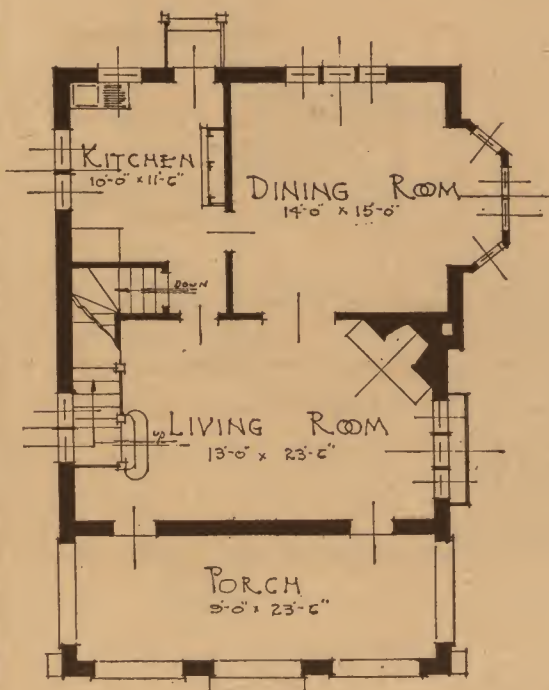 KITCHEN
10'-0" x 11'-6"
DINING ROOM
14'-0" x 15'-0"
DOWN
UP
LIVING ROOM
13'-0" x 23'-6"
PORCH
9'-0" x 23'-6"